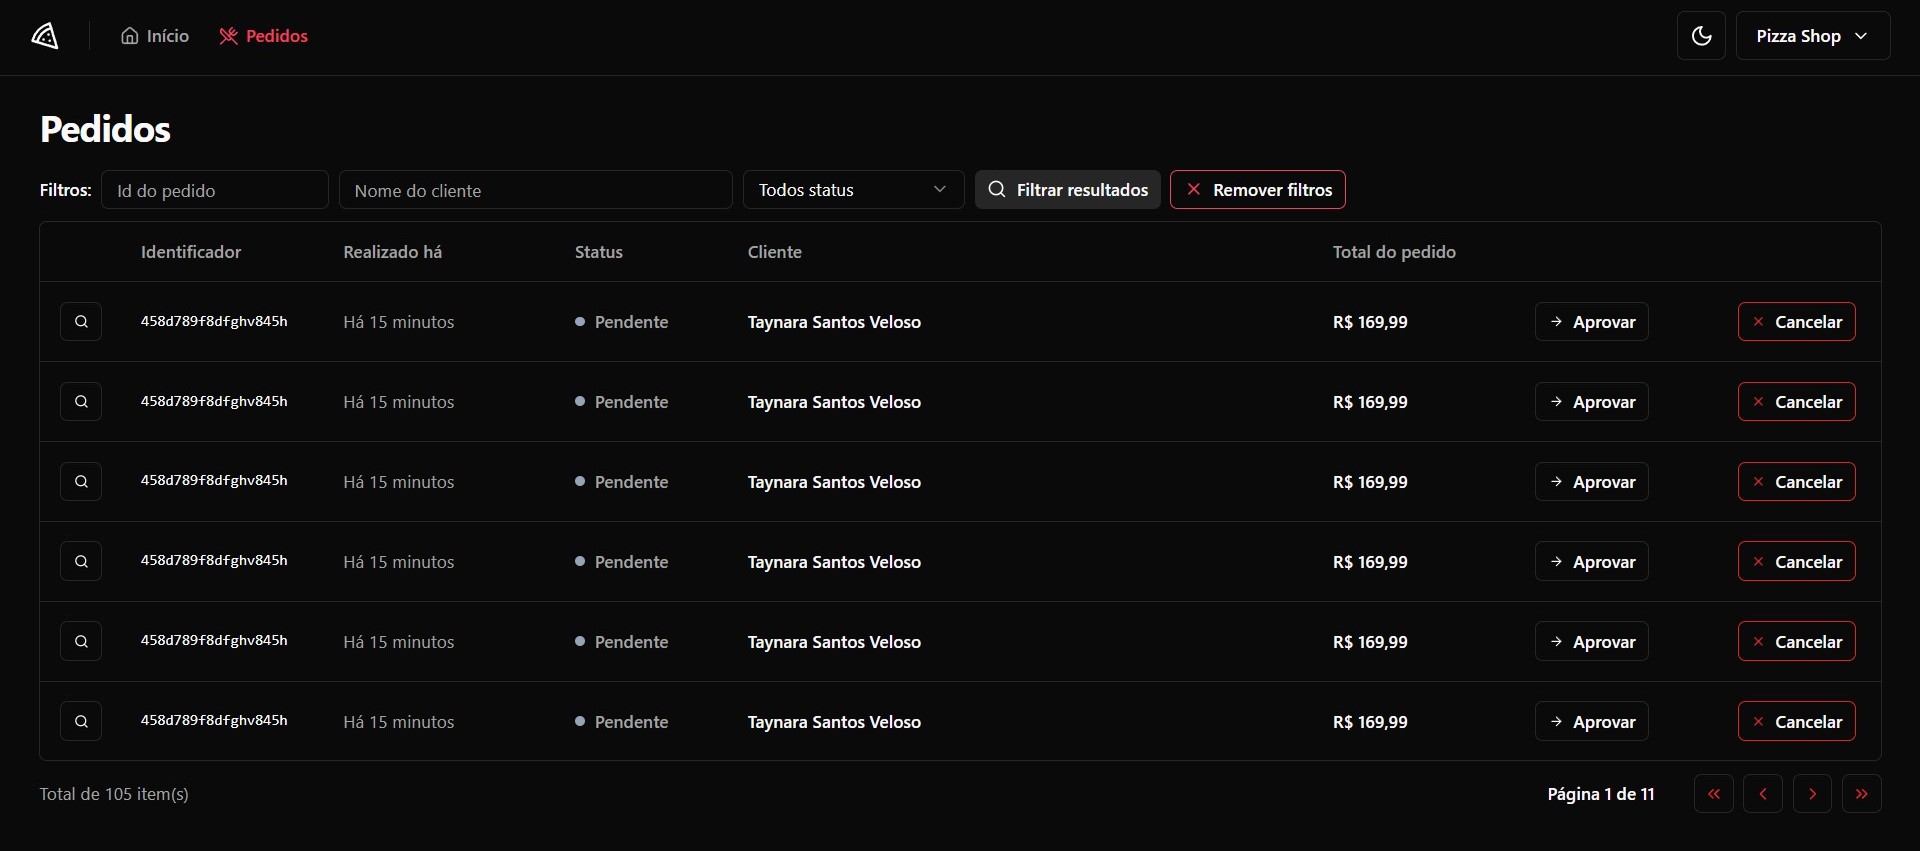 Início Pedidos Pizza Shop
Pedidos
Filtros: Id do pedido Nome do cliente Todos status Filtrar resultados Remover filtros
Identificador Realizado há Status Cliente Total do pedido
458d789f8dfghv845h Há 15 minutos Pendente Taynara Santos Veloso R$ 169,99 Aprovar Cancelar
458d789f8dfghv845h Há 15 minutos Pendente Taynara Santos Veloso R$ 169,99 Aprovar Cancelar
458d789f8dfghv845h Há 15 minutos Pendente Taynara Santos Veloso R$ 169,99 Aprovar Cancelar
458d789f8dfghv845h Há 15 minutos Pendente Taynara Santos Veloso R$ 169,99 Aprovar Cancelar
458d789f8dfghv845h Há 15 minutos Pendente Taynara Santos Veloso R$ 169,99 Aprovar Cancelar
458d789f8dfghv845h Há 15 minutos Pendente Taynara Santos Veloso R$ 169,99 Aprovar Cancelar
Total de 105 item(s) Página 1 de 11